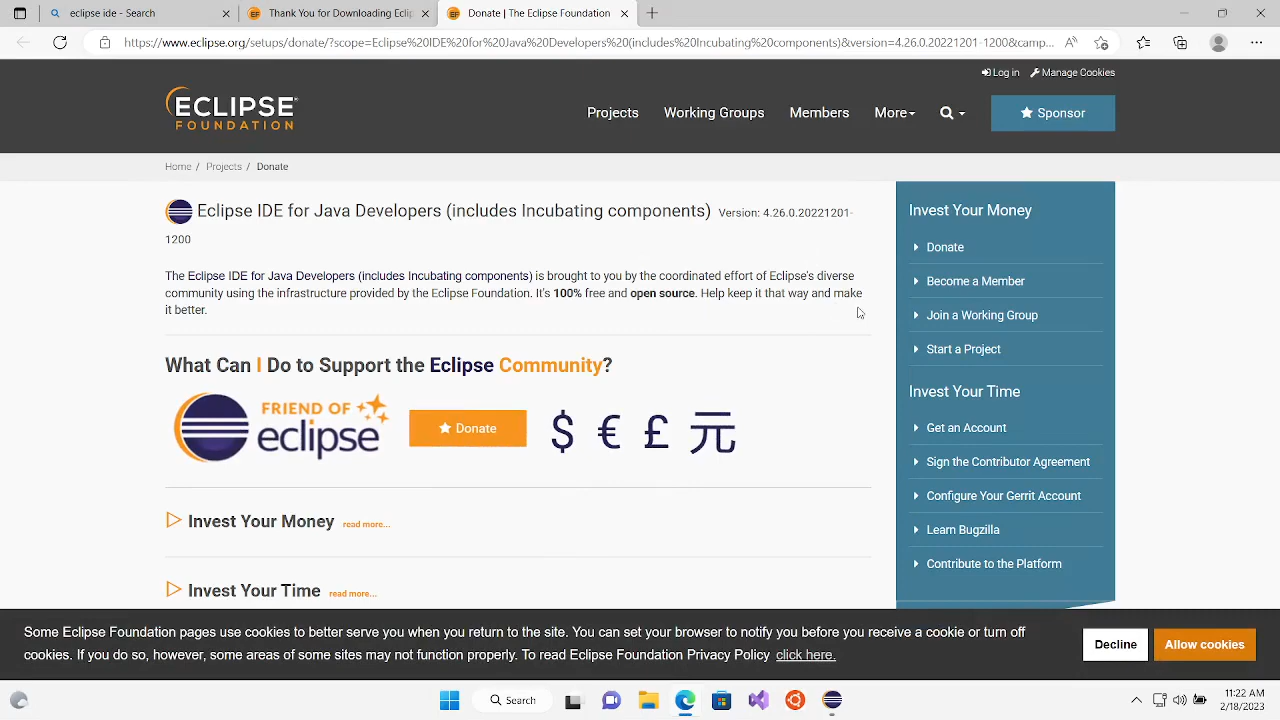 eclipse ide - Search
Thank You for Downloading Ecli
Donate | The Eclipse Foundation
https://www.eclipse.org/setups/donate/?scope=Eclipse%20IDE%20for%20Java%20Developers%20(includes%20Incubating%20components)&version=4.26.0.20221201-1200&camp...
Log in Manage Cookies
ECLIPSE
FOUNDATION
Projects Working Groups Members More Sponsor
Home / Projects / Donate
Eclipse IDE for Java Developers (includes Incubating components) Version: 4.26.0.20221201-
1200
The Eclipse IDE for Java Developers (includes Incubating components) is brought to you by the coordinated effort of Eclipse's diverse
community using the infrastructure provided by the Eclipse Foundation. It's 100% free and open source. Help keep it that way and make
it better.
What Can I Do to Support the Eclipse Community?
FRIEND OF
eclipse
Donate
$ € £ 元
Invest Your Money read more...
Invest Your Time read more...
Invest Your Money
Donate
Become a Member
Join a Working Group
Start a Project
Invest Your Time
Get an Account
Sign the Contributor Agreement
Configure Your Gerrit Account
Learn Bugzilla
Contribute to the Platform
Some Eclipse Foundation pages use cookies to better serve you when you return to the site. You can set your browser to notify you before you receive a cookie or turn off
cookies. If you do so, however, some areas of some sites may not function properly. To read Eclipse Foundation Privacy Policy click here.
Decline Allow cookies
Search
11:22 AM
2/18/2023